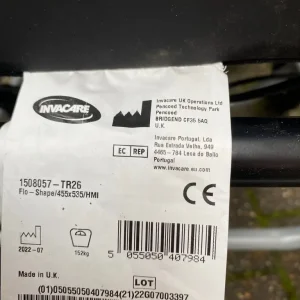 INVACARE
Invacare UK Operations Ltd
Pencoed Technology Park
Pencoed
BRIDGEND CF35 5AQ
U.K.
EC REP
Invacare Portugal, Lda
Rua Estrada Velha, 949
4465-784 Leca do Balio
Portugal
www.invacare.eu.com
1508057-TR26
Flo-Shape/455x535/HMI
CE
2022-07
152kg
5 055050 407984
Made in U.K.
LOT
(01)05055050407984(21)22G07003397